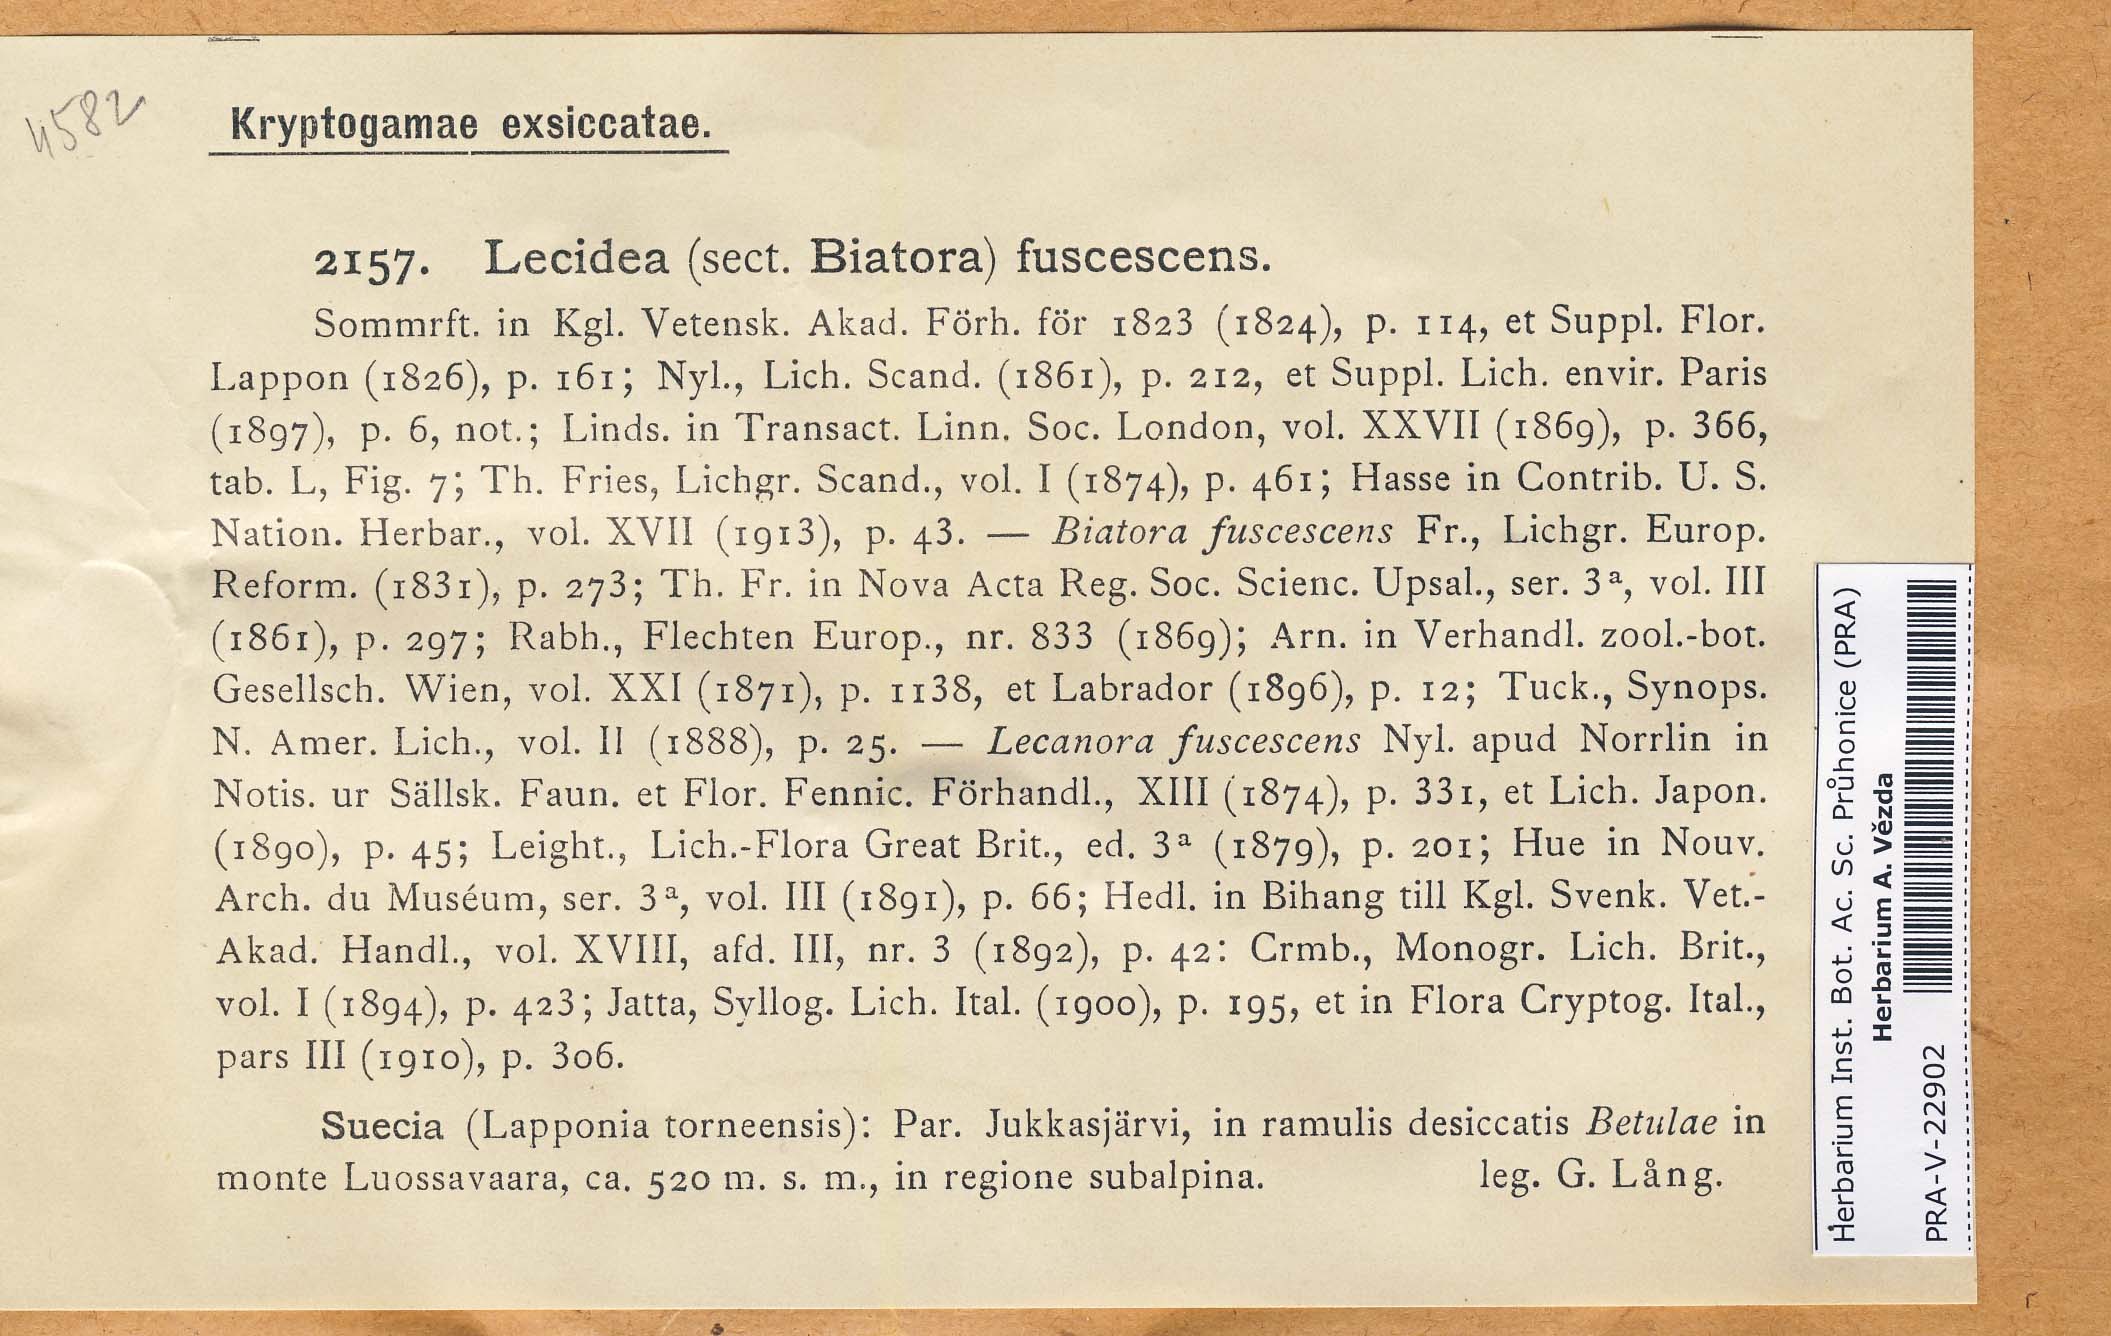 4582
Kryptogamae exsiccatae.
2157. Lecidea (sect. Biatora) fuscescens.
Sommrft. in Kgl. Vetensk. Akad. Förh. för 1823 (1824), p. 114, et Suppl. Flor.
Lappon (1826), p. 161; Nyl., Lich. Scand. (1861), p. 212, et Suppl. Lich. envir. Paris
(1897), p. 6, not.; Linds. in Transact. Linn. Soc. London, vol. XXVII (1869), p. 366,
tab. L, Fig. 7; Th. Fries, Lichgr. Scand., vol. I (1874), p. 461; Hasse in Contrib. U. S.
Nation. Herbar., vol. XVII (1913), p. 43. — Biatora fuscescens Fr., Lichgr. Europ.
Reform. (1831), p. 273; Th. Fr. in Nova Acta Reg. Soc. Scienc. Upsal., ser. 3a, vol. III
(1861), p. 297; Rabh., Flechten Europ., nr. 833 (1869); Arn. in Verhandl. zool.-bot.
Gesellsch. Wien, vol. XXI (1871), p. 1138, et Labrador (1896), p. 12; Tuck., Synops.
N. Amer. Lich., vol. II (1888), p. 25. — Lecanora fuscescens Nyl. apud Norrlin in
Notis. ur Sällsk. Faun. et Flor. Fennic. Förhandl., XIII (1874), p. 331, et Lich. Japon.
(1890), p. 45; Leight., Lich.-Flora Great Brit., ed. 3a (1879), p. 201; Hue in Nouv.
Arch. du Muséum, ser. 3a, vol. III (1891), p. 66; Hedl. in Bihang till Kgl. Svenk. Vet.-
Akad. Handl., vol. XVIII, afd. III, nr. 3 (1892), p. 42: Crmb., Monogr. Lich. Brit.,
vol. I (1894), p. 423; Jatta, Syllog. Lich. Ital. (1900), p. 195, et in Flora Cryptog. Ital.,
pars III (1910), p. 306.
Suecia (Lapponia torneensis): Par. Jukkasjärvi, in ramulis desiccatis Betulae in
monte Luossavaara, ca. 520 m. s. m., in regione subalpina. leg. G. Lång.
Herbarium Inst. Bot. Ac. Sc. Průhonice (PRA)
Herbarium A. Vězda
PRA-V-22902